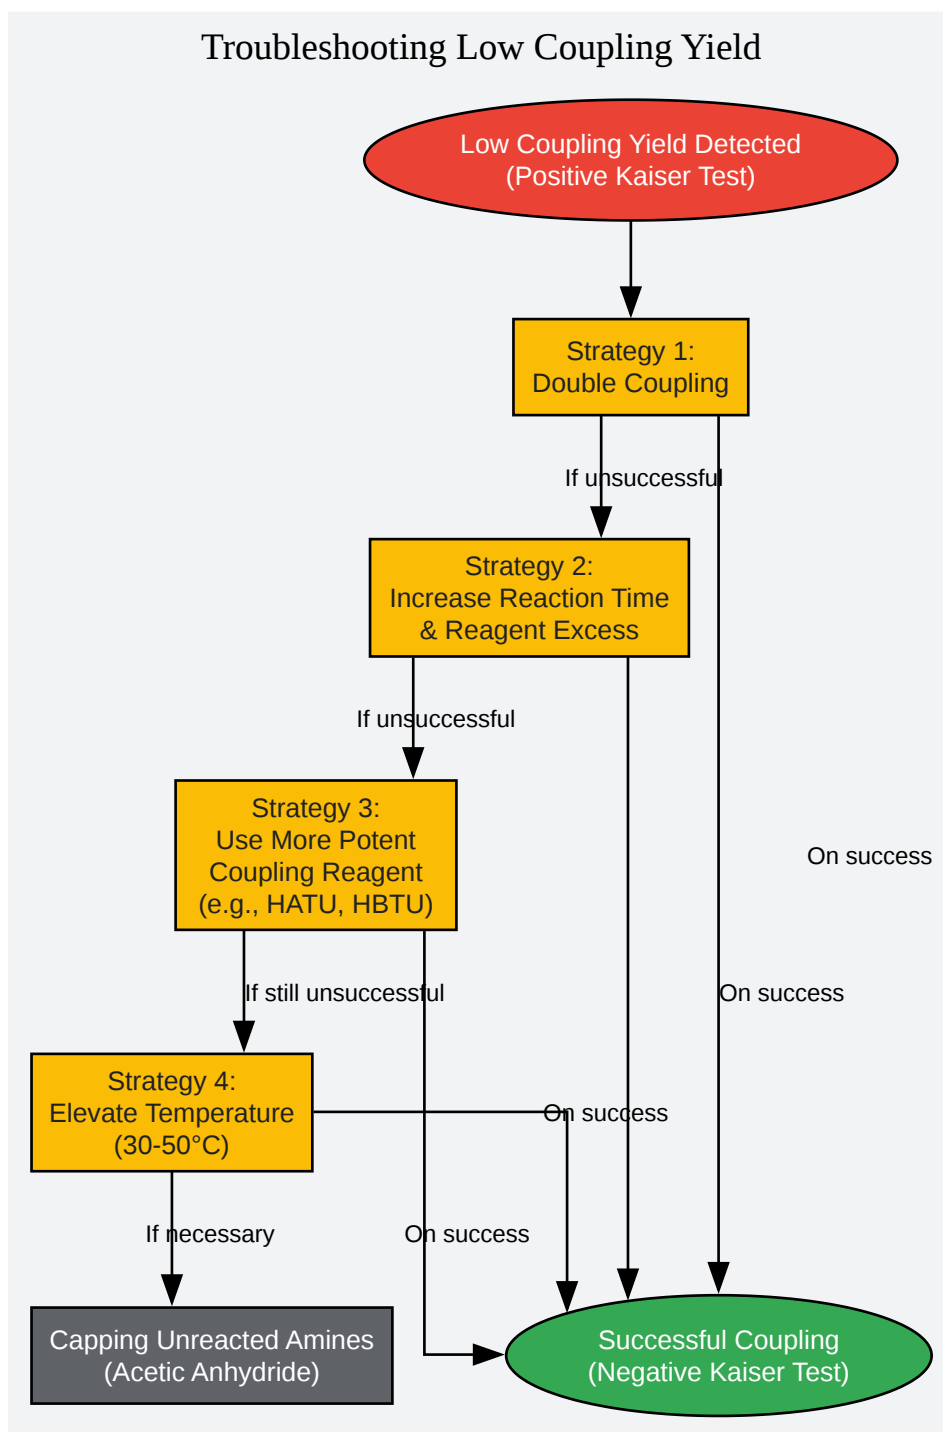 Troubleshooting Low Coupling Yield
Low Coupling Yield Detected
(Positive Kaiser Test)
Strategy 1:
Double Coupling
If unsuccessful
Strategy 2:
Increase Reaction Time
& Reagent Excess
If unsuccessful
Strategy 3:
Use More Potent
Coupling Reagent
(e.g., HATU, HBTU)
On success
If still unsuccessful
On success
Strategy 4:
Elevate Temperature
(30-50°C)
On success
If necessary
On success
Capping Unreacted Amines
(Acetic Anhydride)
Successful Coupling
(Negative Kaiser Test)